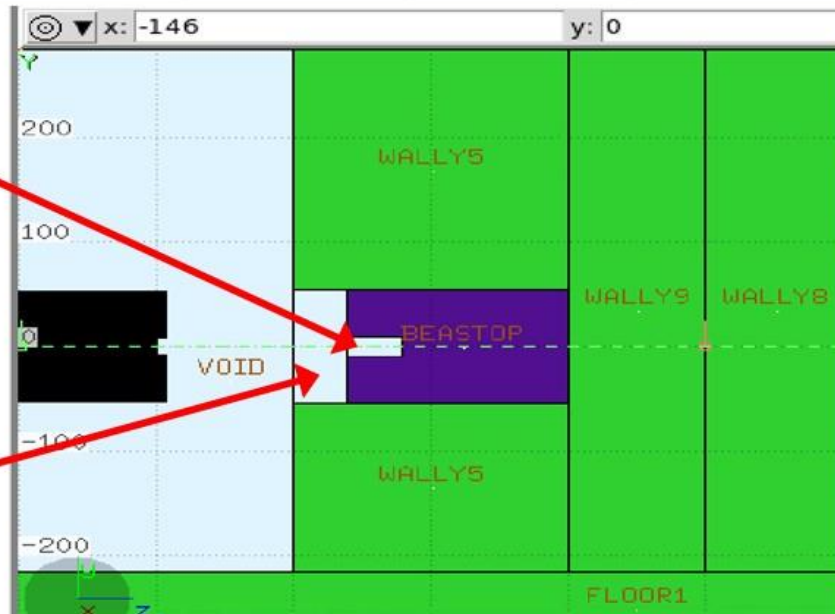 x: -146 y: 0
Y
200
WALLY5
100
WALLY9 WALLY8
0 BEASTOP
VOID
-100
WALLY5
-200
FLOOR1
X Z